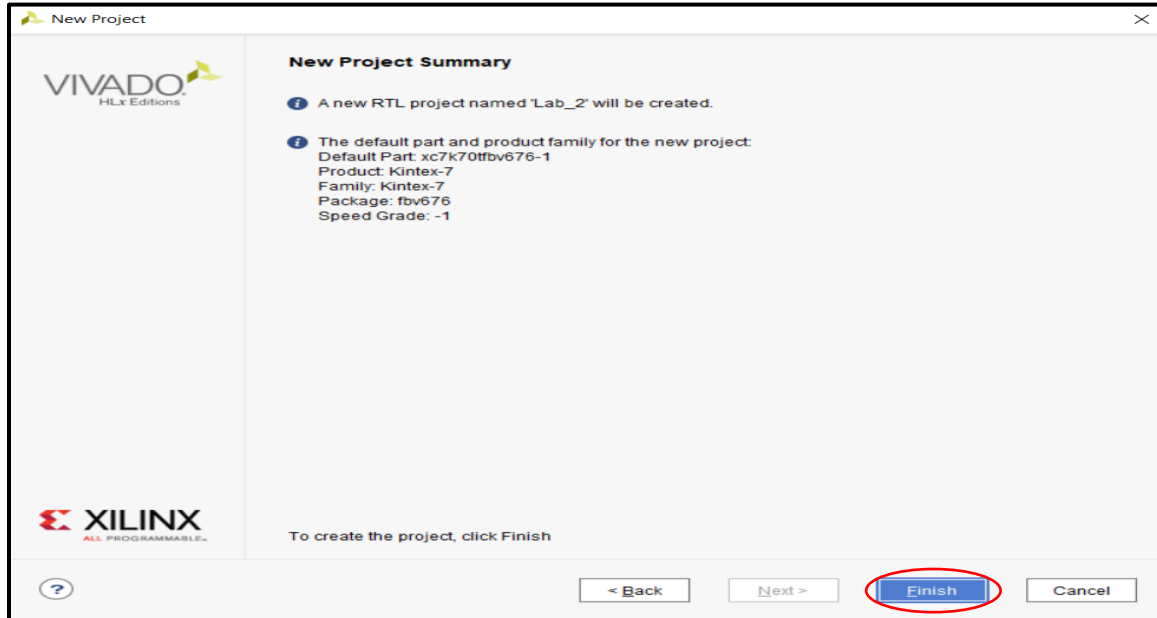 New Project
VIVADO.
HLx Editions
New Project Summary
A new RTL project named 'Lab_2' will be created.
The default part and product family for the new project:
Default Part: xc7k70tfbv676-1
Product: Kintex-7
Family: Kintex-7
Package: fbv676
Speed Grade: -1
XILINX
ALL PROGRAMMABLE.
To create the project, click Finish
?
< Back
Next >
Finish
Cancel